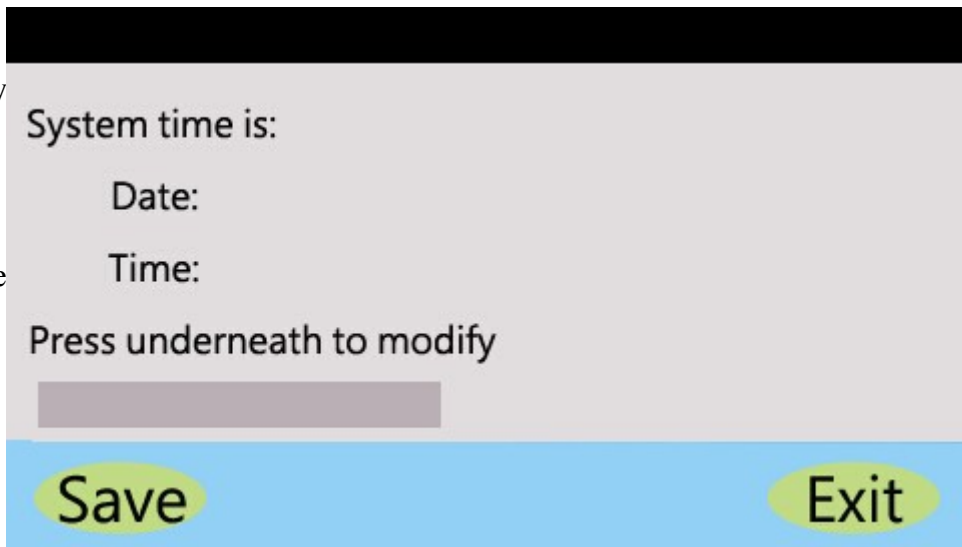 System time is:
Date:
Time:
Press underneath to modify
Save
Exit